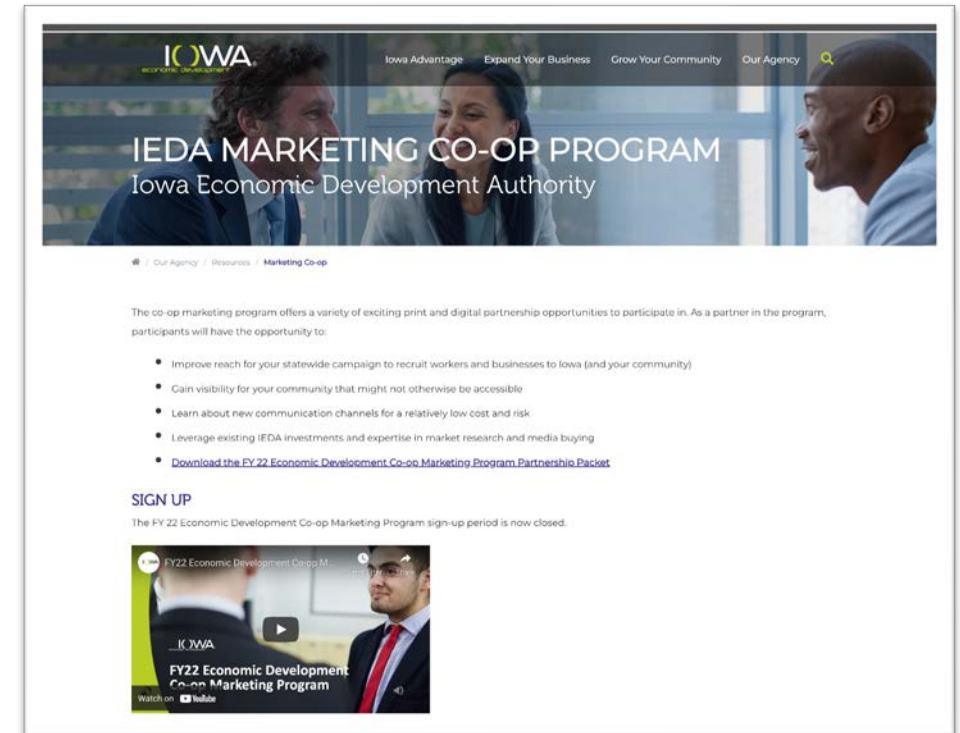 IOWA
economic development
Iowa Advantage Expand Your Business Grow Your Community Our Agency
IEDA MARKETING CO-OP PROGRAM
Iowa Economic Development Authority
/ Our Agency / Resources / Marketing Co-op
The co-op marketing program offers a variety of exciting print and digital partnership opportunities to participate in. As a partner in the program,
participants will have the opportunity to:
• Improve reach for your statewide campaign to recruit workers and businesses to Iowa (and your community)
• Gain visibility for your community that might not otherwise be accessible
• Learn about new communication channels for a relatively low cost and risk
• Leverage existing IEDA investments and expertise in market research and media buying
• Download the FY 22 Economic Development Co-op Marketing Program Partnership Packet
SIGN UP
The FY 22 Economic Development Co-op Marketing Program sign-up period is now closed.
FY22 Economic Development Co-op M...
IOWA
FY22 Economic Development
Co-op Marketing Program
Watch on YouTube